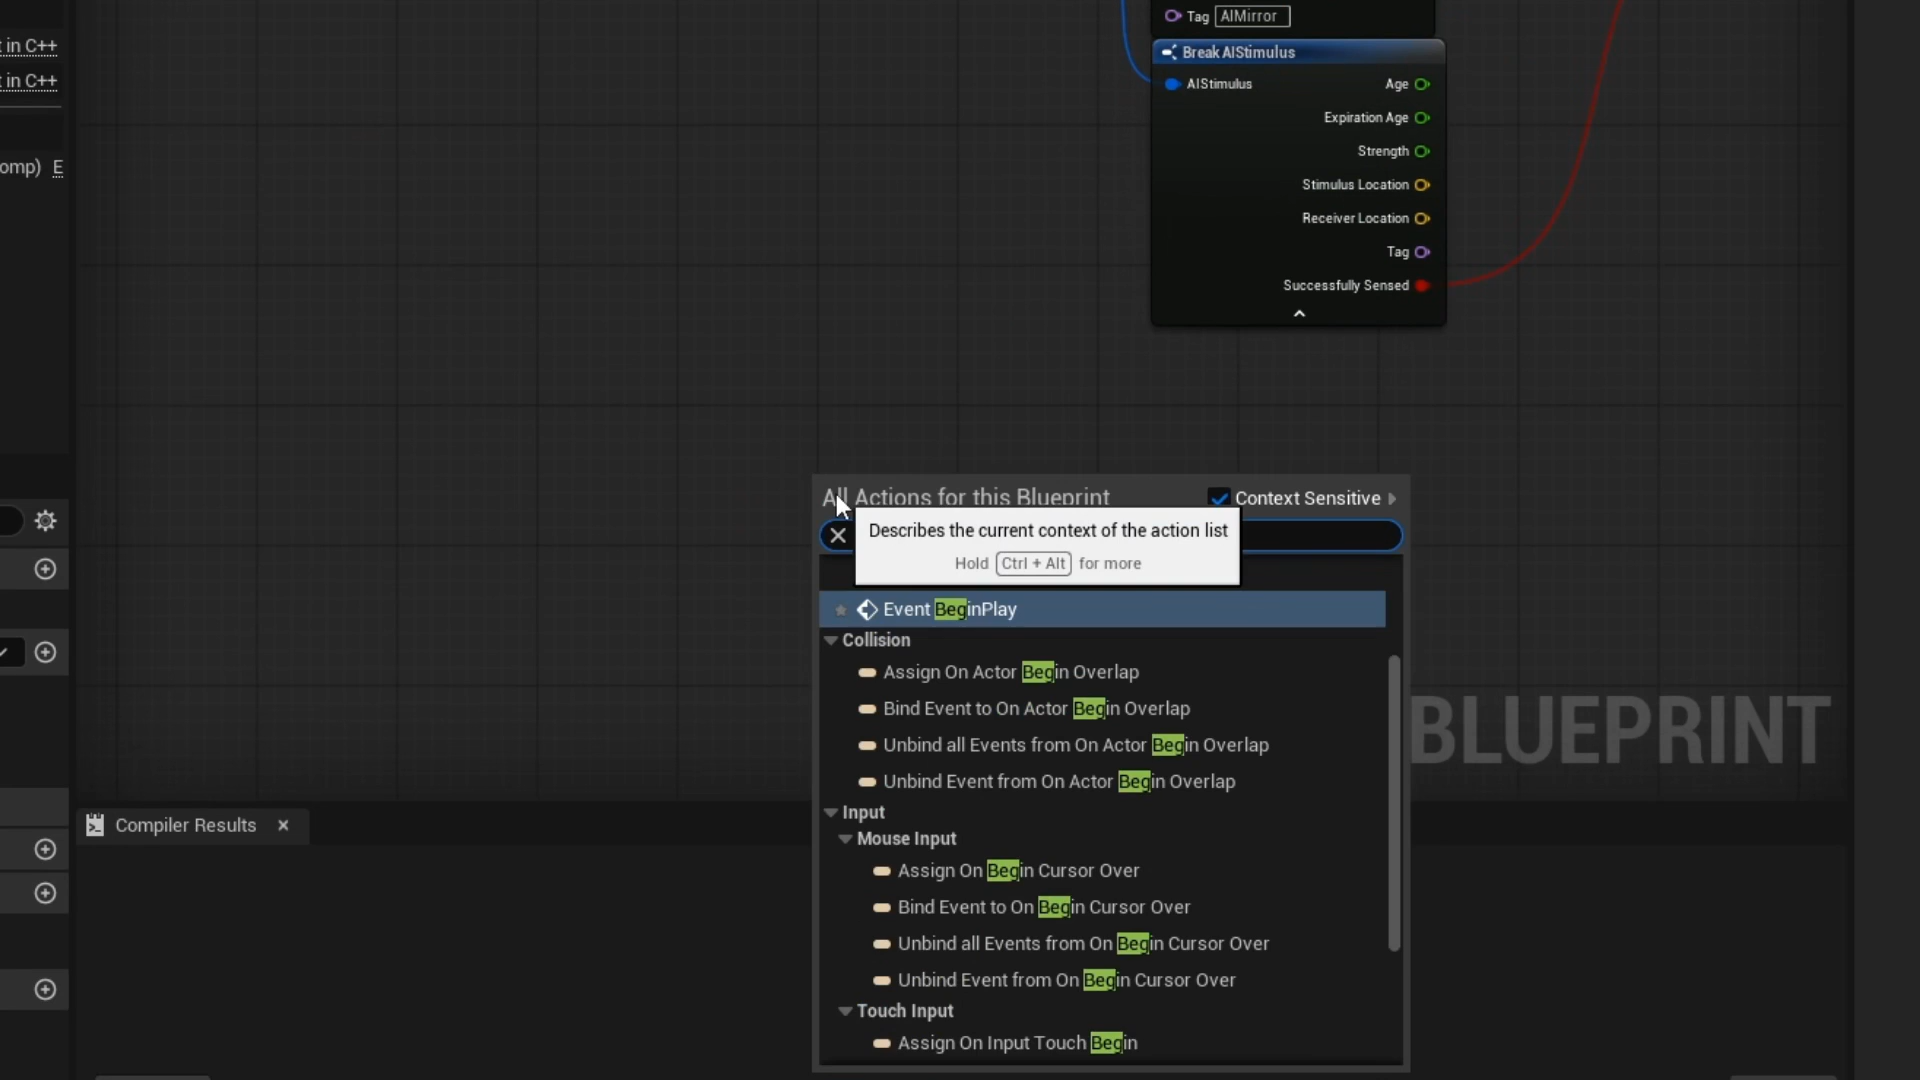 t in C++
t in C++
omp) E
Tag AIMirror
Break AIStimulus
AIStimulus Age
Expiration Age
Strength
Stimulus Location
Receiver Location
Tag
Successfully Sensed
All Actions for this Blueprint Context Sensitive
Describes the current context of the action list
Hold Ctrl + Alt for more
Event BeginPlay
Collision
Assign On Actor Begin Overlap
Bind Event to On Actor Begin Overlap
Unbind all Events from On Actor Begin Overlap
Unbind Event from On Actor Begin Overlap
Input
Mouse Input
Assign On Begin Cursor Over
Bind Event to On Begin Cursor Over
Unbind all Events from On Begin Cursor Over
Unbind Event from On Begin Cursor Over
Touch Input
Assign On Input Touch Begin
BLUEPRINT
Compiler Results